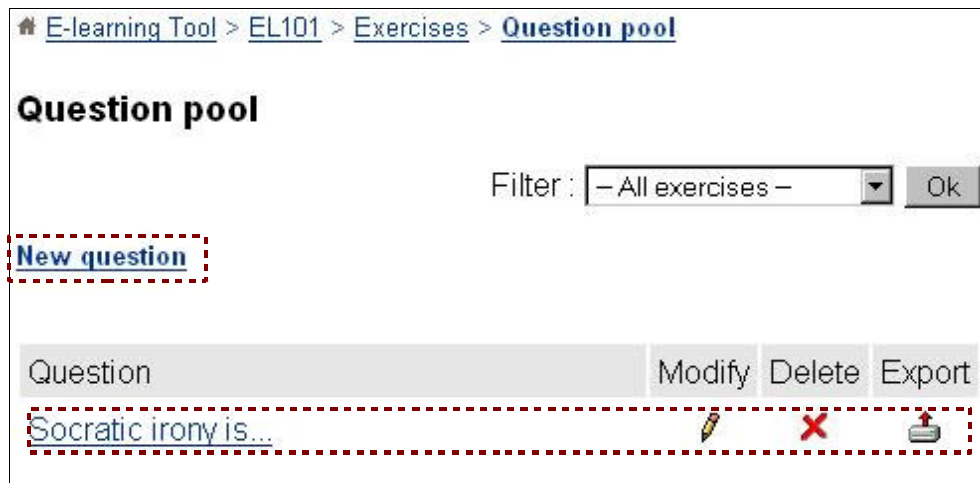 E-learning Tool > EL101 > Exercises > Question pool
Question pool
Filter : – All exercises – Ok
New question
Question Modify Delete Export
Socratic irony is...